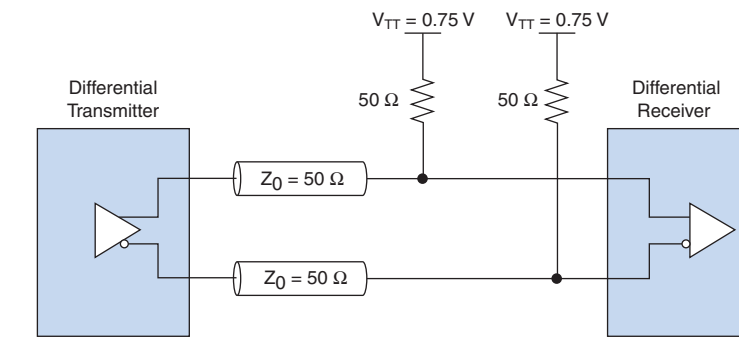 V_TT = 0.75 V
V_TT = 0.75 V
50 Ω
50 Ω
Differential
Transmitter
Differential
Receiver
Z_0 = 50 Ω
Z_0 = 50 Ω